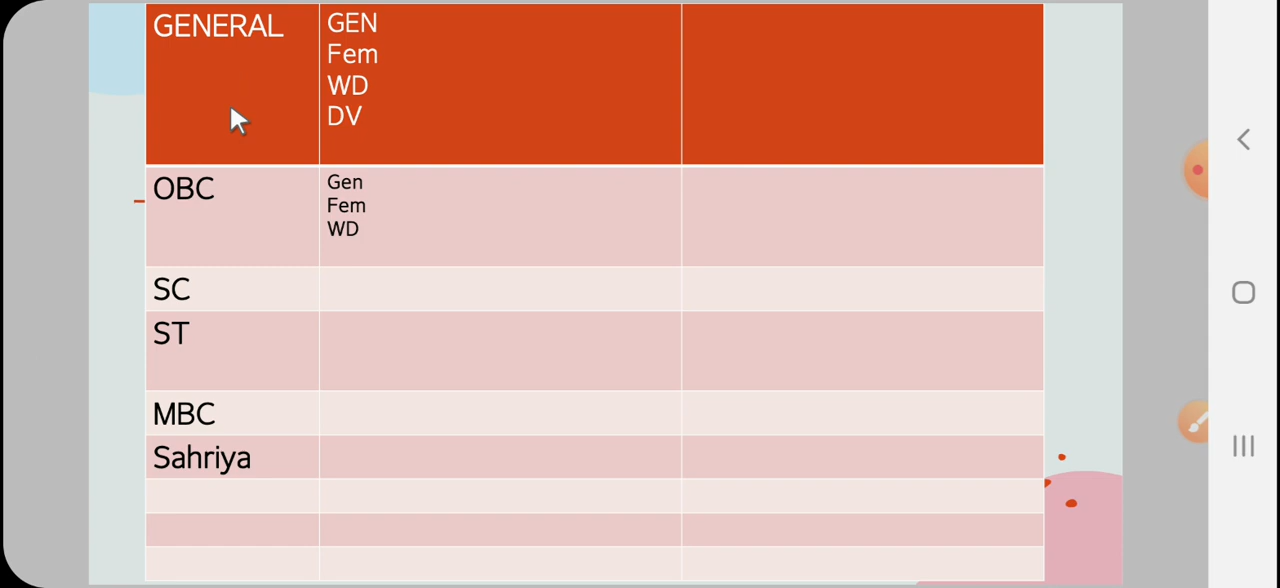 GENERAL
GEN
Fem
WD
DV
OBC
Gen
Fem
WD
SC
ST
MBC
Sahriya